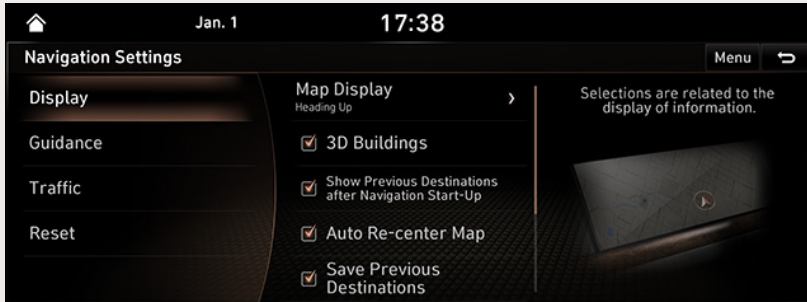 Jan. 1
17:38
Navigation Settings
Menu
Display
Guidance
Traffic
Reset
Map Display
Heading Up
3D Buildings
Show Previous Destinations
after Navigation Start-Up
Auto Re-center Map
Save Previous
Destinations
Selections are related to the
display of information.